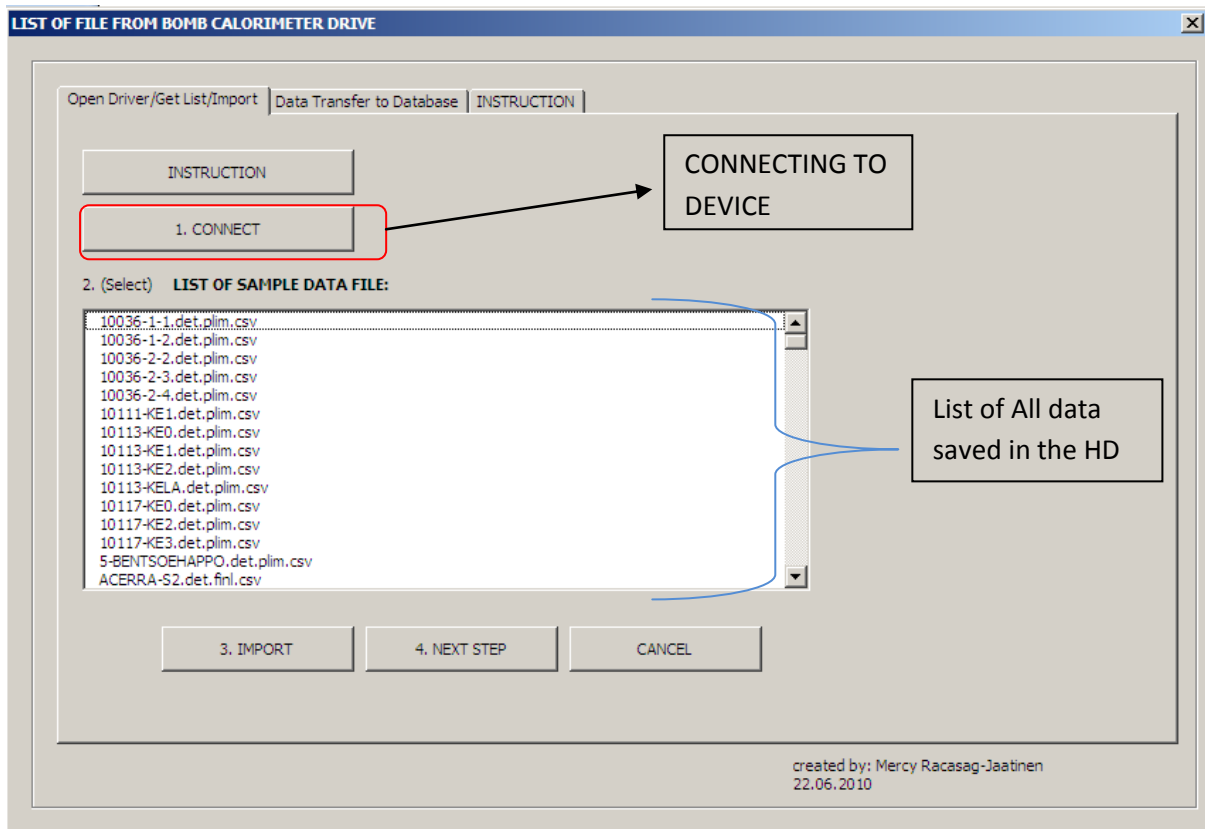 LIST OF FILE FROM BOMB CALORIMETER DRIVE
Open Driver/Get List/Import Data Transfer to Database INSTRUCTION
INSTRUCTION
1. CONNECT
CONNECTING TO
DEVICE
2. (Select) LIST OF SAMPLE DATA FILE:
10036-1-1.det.plim.csv
10036-1-2.det.plim.csv
10036-2-2.det.plim.csv
10036-2-3.det.plim.csv
10036-2-4.det.plim.csv
10111-KE1.det.plim.csv
10113-KE0.det.plim.csv
10113-KE1.det.plim.csv
10113-KE2.det.plim.csv
10113-KELA.det.plim.csv
10117-KE0.det.plim.csv
10117-KE2.det.plim.csv
10117-KE3.det.plim.csv
5-BENTSOEHAPPO.det.plim.csv
ACERRA-S2.det.finl.csv
List of All data
saved in the HD
3. IMPORT 4. NEXT STEP CANCEL
created by: Mercy Racasag-Jaatinen
22.06.2010